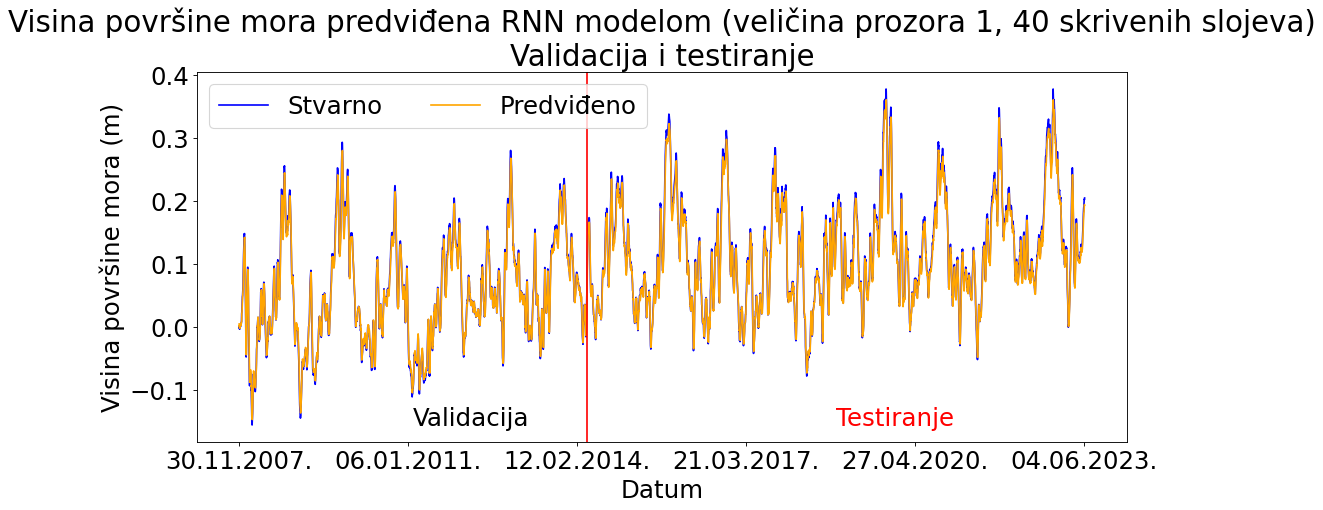 Visina površine mora predviđena RNN modelom (veličina prozora 1, 40 skrivenih slojeva)
Validacija i testiranje
Stvarno Predviđeno
Visina površine mora (m)
0.4
0.3
0.2
0.1
0.0
−0.1
Validacija Testiranje
30.11.2007. 06.01.2011. 12.02.2014. 21.03.2017. 27.04.2020. 04.06.2023.
Datum